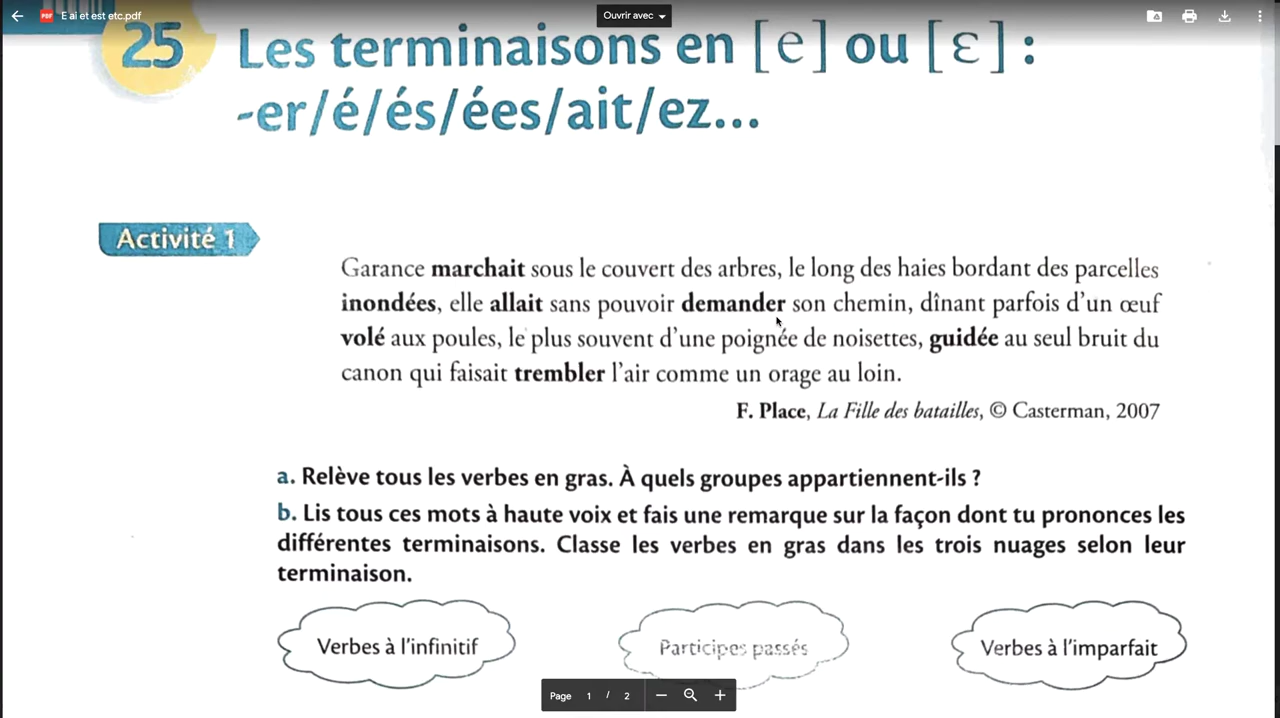 E ai et est etc.pdf
Ouvrir avec
25 Les terminaisons en [e] ou [ɛ] :
-er/é/és/ées/ait/ez...
Activité 1
Garance marchait sous le couvert des arbres, le long des haies bordant des parcelles
inondées, elle allait sans pouvoir demander son chemin, dînant parfois d'un œuf
volé aux poules, le plus souvent d'une poignée de noisettes, guidée au seul bruit du
canon qui faisait trembler l'air comme un orage au loin.
F. Place, La Fille des batailles, © Casterman, 2007
a. Relève tous les verbes en gras. À quels groupes appartiennent-ils ?
b. Lis tous ces mots à haute voix et fais une remarque sur la façon dont tu prononces les
différentes terminaisons. Classe les verbes en gras dans les trois nuages selon leur
terminaison.
Verbes à l'infinitif
Participes passés
Verbes à l'imparfait
Page 1 / 2